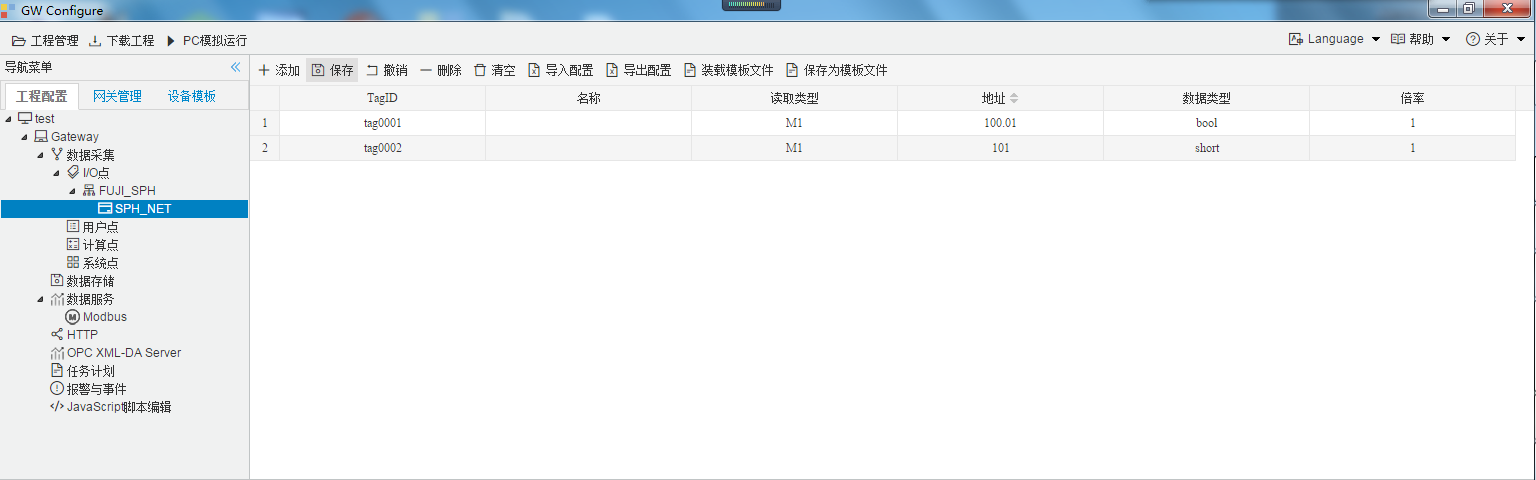 GW Configure
工程管理 下载工程 PC模拟运行 Language 帮助 关于
导航菜单
添加 保存 撤销 删除 清空 导入配置 导出配置 装载模板文件 保存为模板文件
工程配置 网关管理 设备模板
TagID 名称 读取类型 地址 数据类型 倍率
1 tag0001 M1 100.01 bool 1
2 tag0002 M1 101 short 1
test
Gateway
数据采集
I/O点
FUJI_SPH
SPH_NET
用户点
计算点
系统点
数据存储
数据服务
Modbus
HTTP
OPC XML-DA Server
任务计划
报警与事件
JavaScript脚本编辑